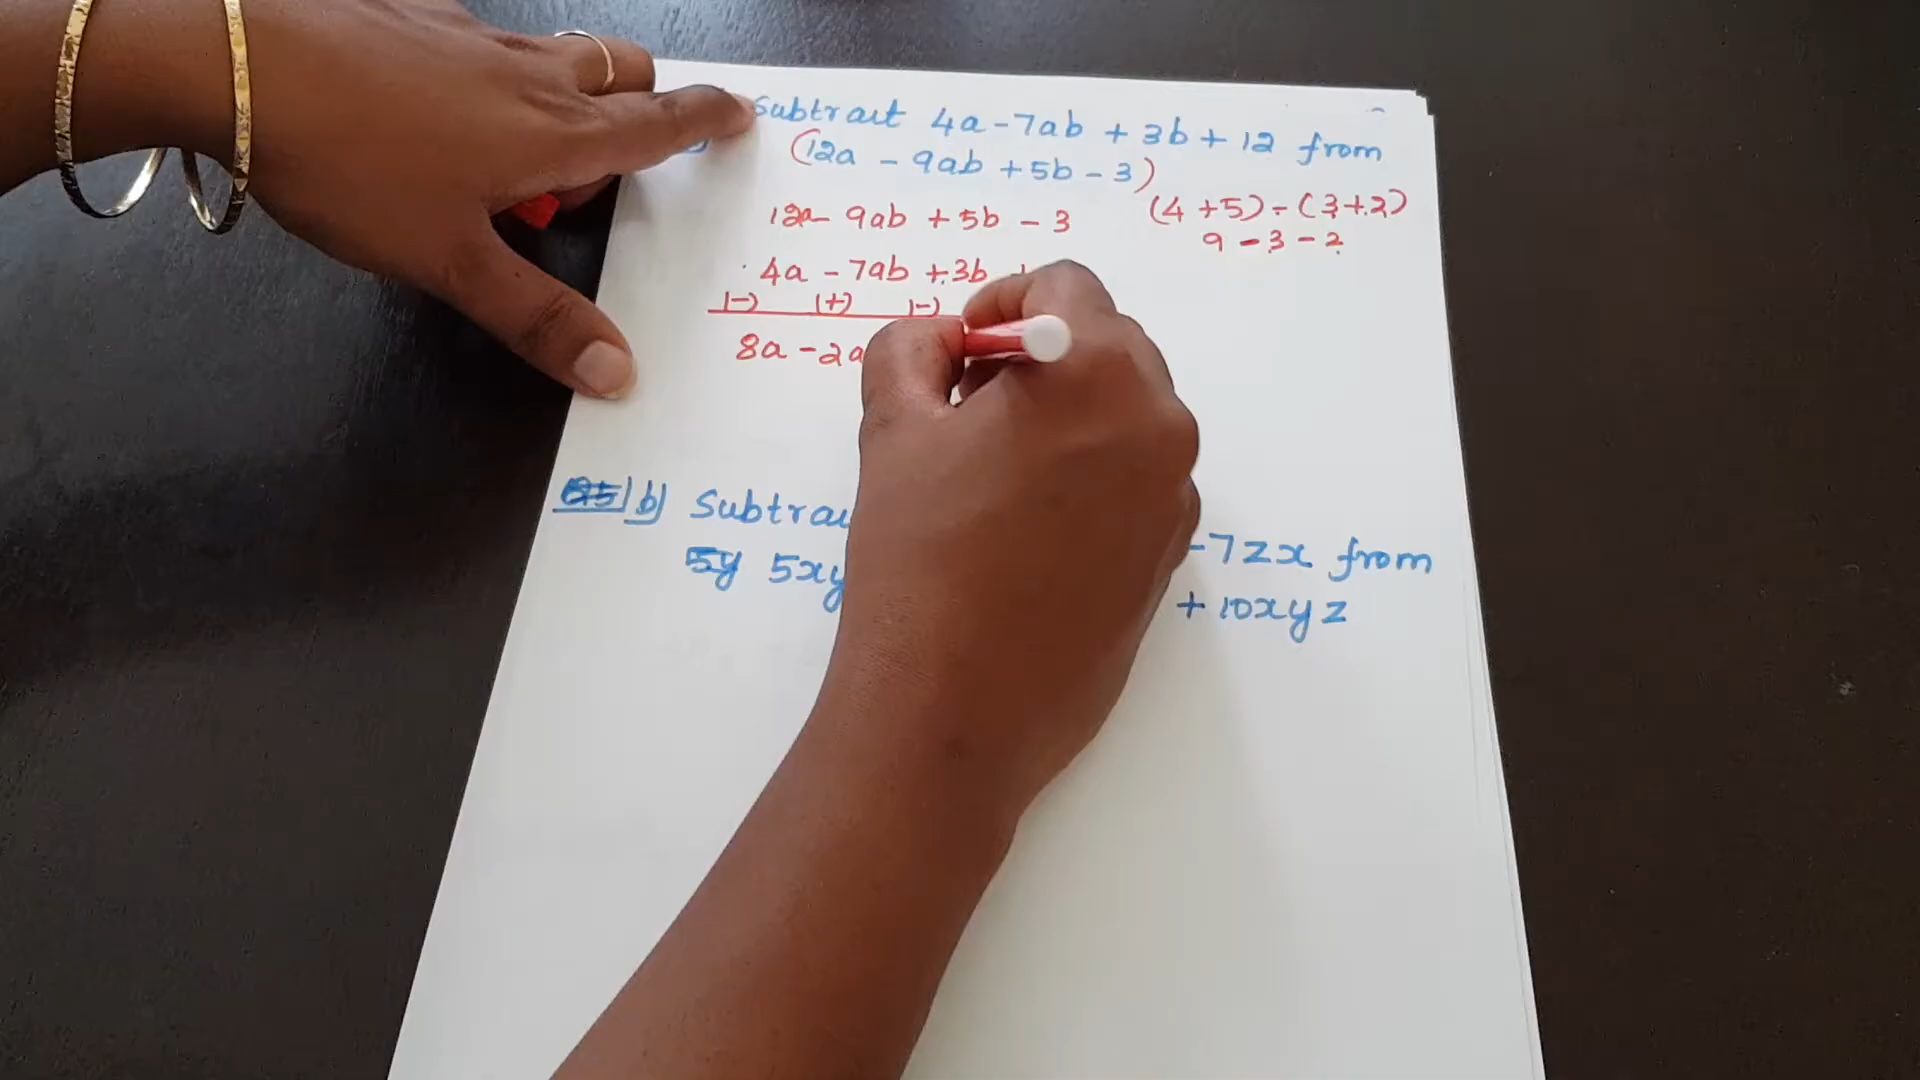 Subtract 4a - 7ab + 3b + 12 from
(12a - 9ab + 5b - 3)
12a - 9ab + 5b - 3
(4 + 5) - (3 + 2)
9 - 3 - 2
4a - 7ab + 3b
(-) (+) (-)
8a - 2a
b) Subtrac
-7zx from
5y 5xy
+ 10xyz